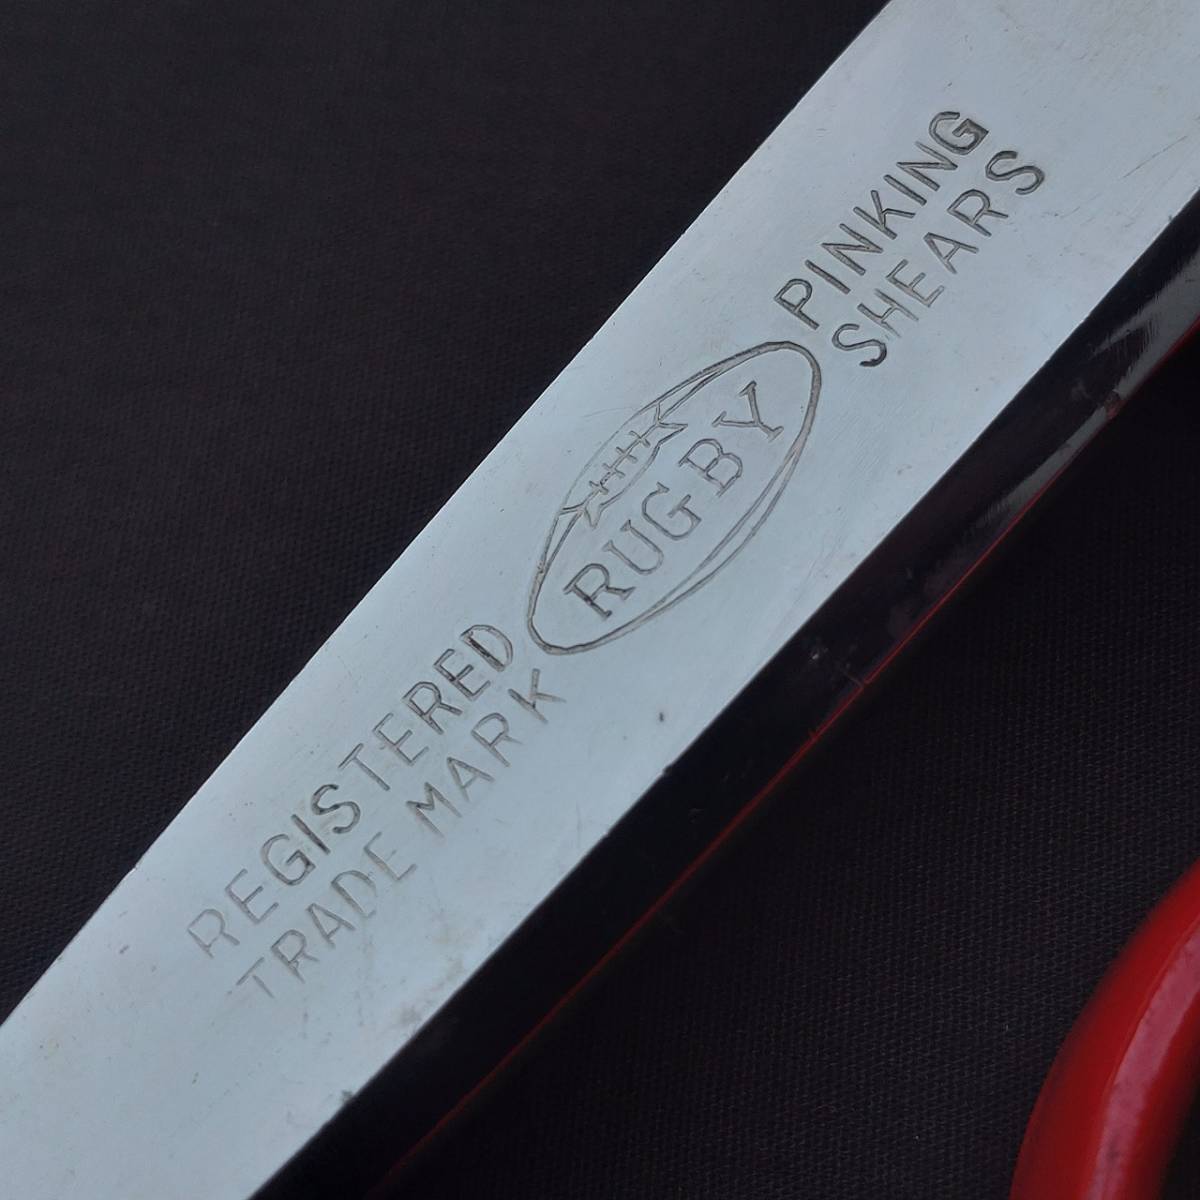 REGISTERED
TRADE MARK
RUGBY
PINKING
SHEARS